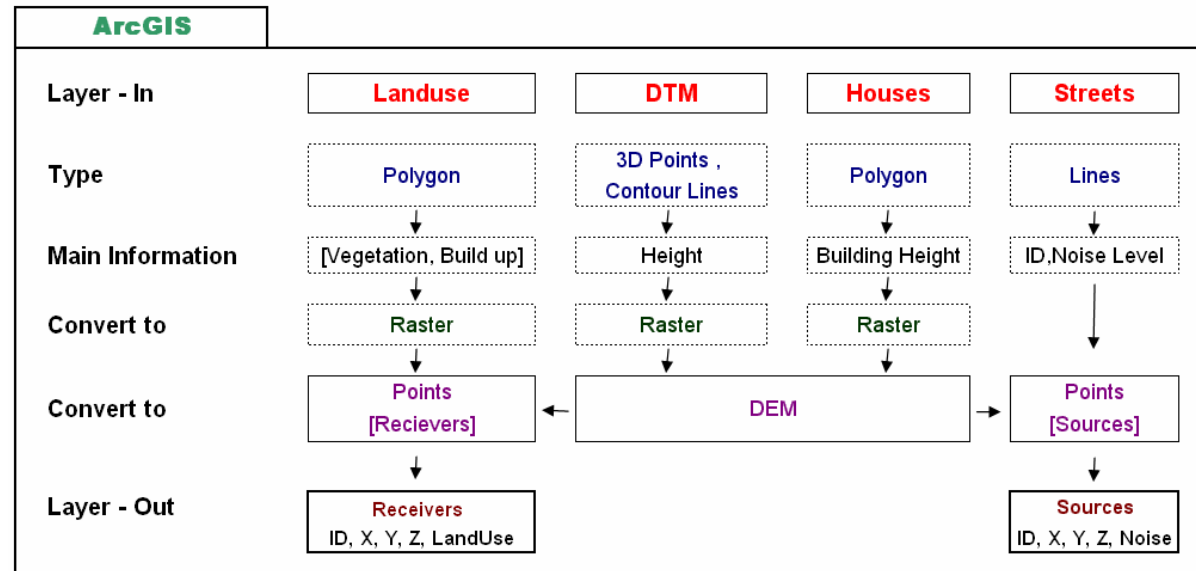 ArcGIS
Layer - In
Landuse
DTM
Houses
Streets
Type
Polygon
3D Points ,
Contour Lines
Polygon
Lines
Main Information
[Vegetation, Build up]
Height
Building Height
ID,Noise Level
Convert to
Raster
Raster
Raster
Convert to
Points
[Recievers]
DEM
Points
[Sources]
Layer - Out
Receivers
ID, X, Y, Z, LandUse
Sources
ID, X, Y, Z, Noise